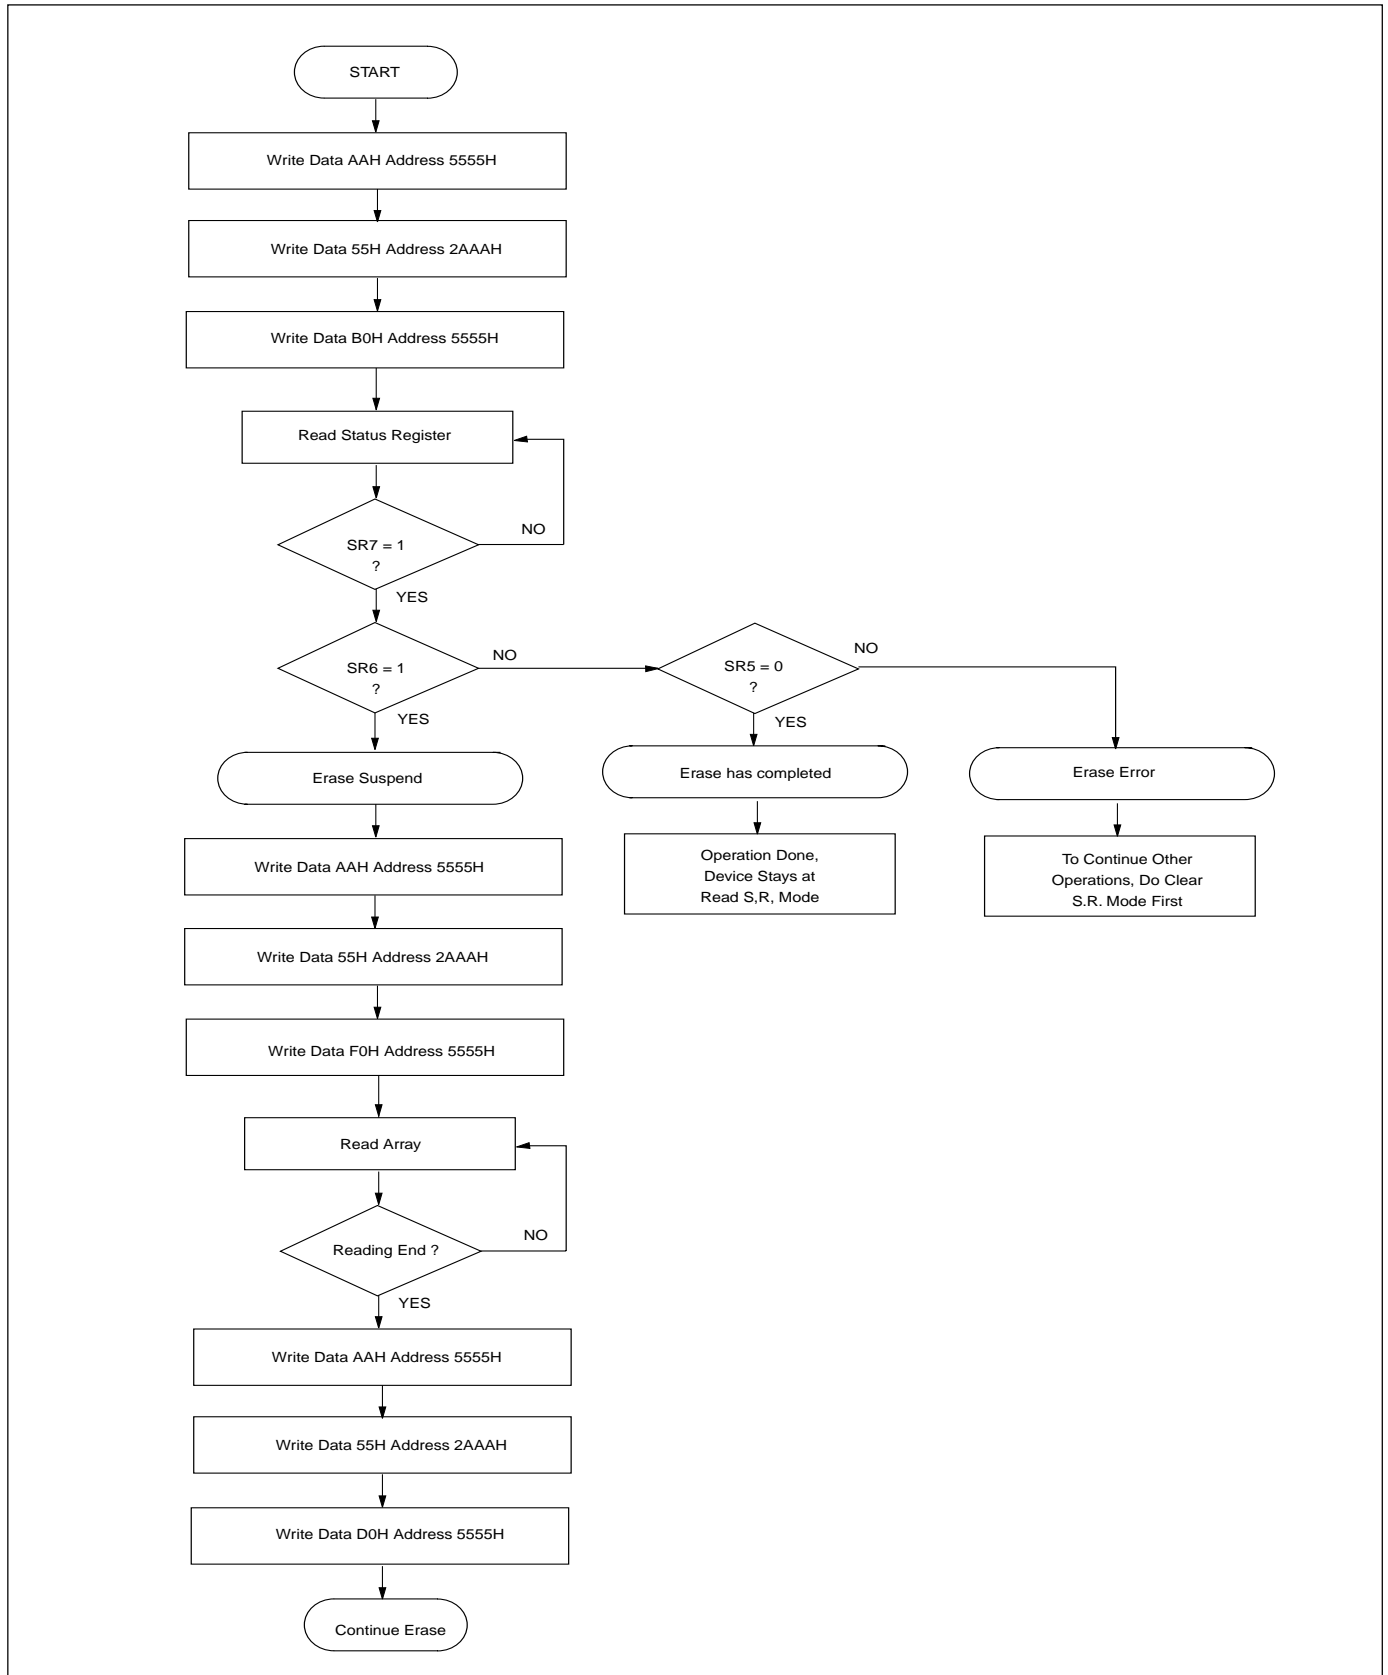 START
Write Data AAH Address 5555H
Write Data 55H Address 2AAAH
Write Data B0H Address 5555H
Read Status Register
NO
SR7 = 1
?
YES
NO
SR6 = 1
?
YES
NO
SR5 = 0
?
YES
Erase Suspend
Erase has completed
Erase Error
Write Data AAH Address 5555H
Operation Done,
Device Stays at
Read S,R, Mode
To Continue Other
Operations, Do Clear
S.R. Mode First
Write Data 55H Address 2AAAH
Write Data F0H Address 5555H
Read Array
NO
Reading End ?
YES
Write Data AAH Address 5555H
Write Data 55H Address 2AAAH
Write Data D0H Address 5555H
Continue Erase